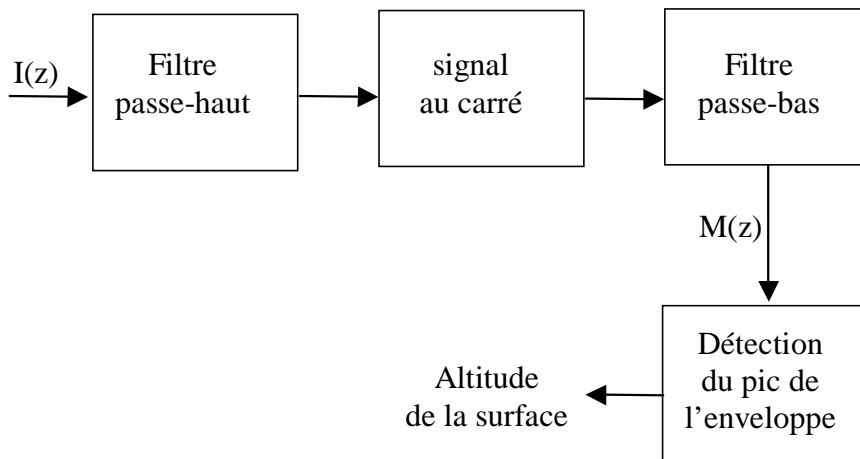 I(z)
Filtre
passe-haut
signal
au carré
Filtre
passe-bas
M(z)
Détection
du pic de
l’enveloppe
Altitude
de la surface